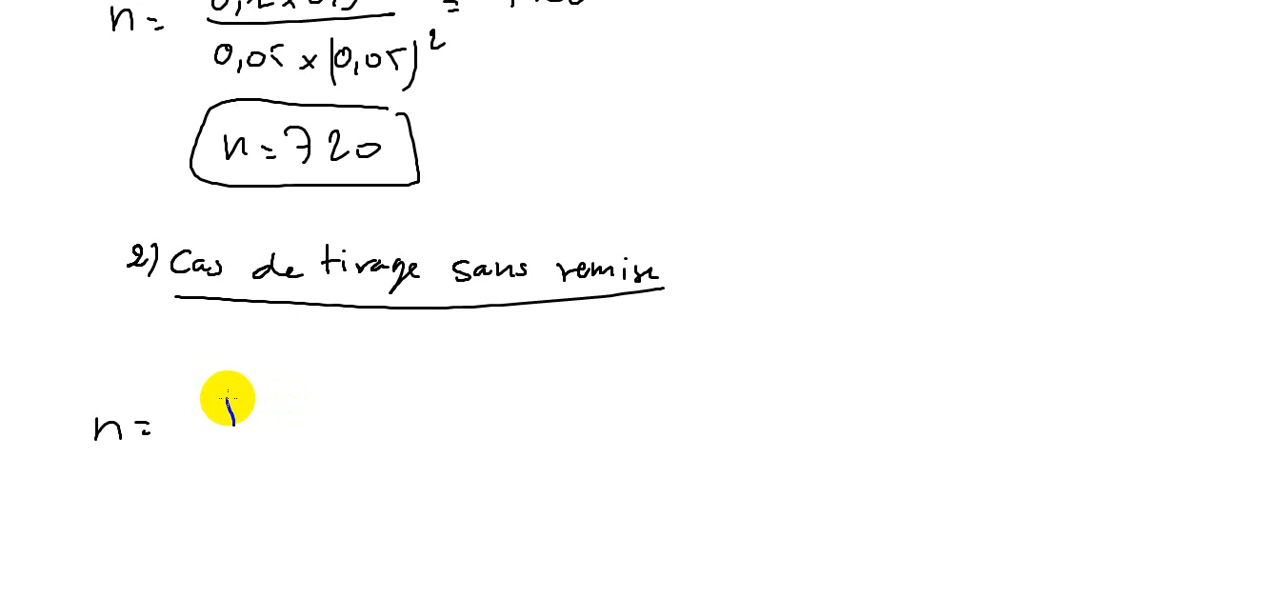 n =
0,05 × (0,05)²
n = 720
2) Cas de tirage sans remise
n =